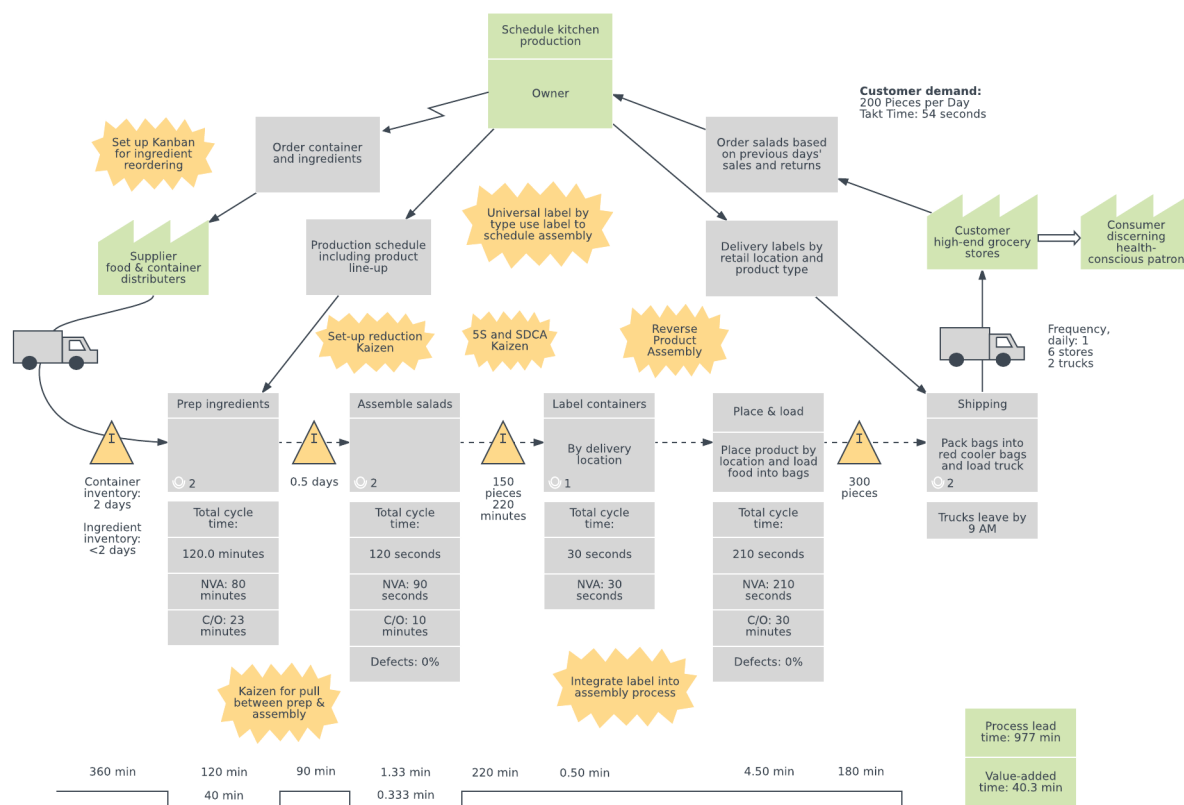 Schedule kitchen
production
Owner
Customer demand:
200 Pieces per Day
Takt Time: 54 seconds
Set up Kanban
for ingredient
reordering
Order container
and ingredients
Order salads based
on previous days'
sales and returns
Universal label by
type use label to
schedule assembly
Supplier
food & container
distributers
Production schedule
including product
line-up
Delivery labels by
retail location and
product type
Customer
high-end grocery
stores
Consumer
discerning
health-
conscious patron
Set-up reduction
Kaizen
5S and SDCA
Kaizen
Reverse
Product
Assembly
Frequency,
daily: 1
6 stores
2 trucks
Prep ingredients
2
Assemble salads
2
Label containers
By delivery
location
1
Place & load
Place product by
location and load
food into bags
Shipping
Pack bags into
red cooler bags
and load truck
2
I
Container
inventory:
2 days
Ingredient
inventory:
<2 days
I
0.5 days
I
150
pieces
220
minutes
I
300
pieces
Trucks leave by
9 AM
Total cycle
time:
120.0 minutes
NVA: 80
minutes
C/O: 23
minutes
Total cycle
time:
120 seconds
NVA: 90
seconds
C/O: 10
minutes
Defects: 0%
Total cycle
time:
30 seconds
NVA: 30
seconds
Total cycle
time:
210 seconds
NVA: 210
seconds
C/O: 30
minutes
Defects: 0%
Kaizen for pull
between prep &
assembly
Integrate label into
assembly process
Process lead
time: 977 min
Value-added
time: 40.3 min
360 min
120 min
90 min
1.33 min
220 min
0.50 min
4.50 min
180 min
40 min
0.333 min